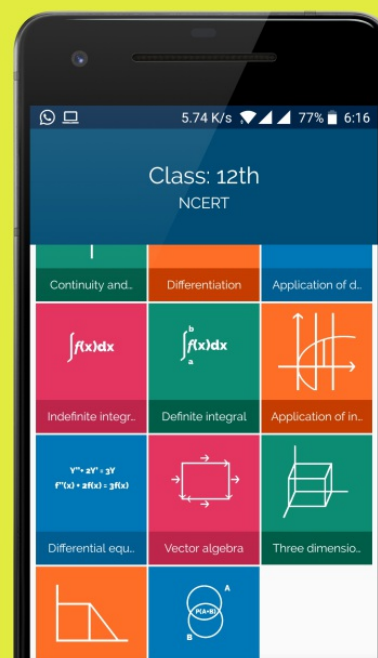 5.74 K/s 77% 6:16
Class: 12th
NCERT
Continuity and..
Differentiation
Application of d..
∫f(x)dx
b
∫f(x)dx
a
Indefinite integr..
Definite integral
Application of in..
Y"+ 2Y' = 3Y
f"(x) + 2f(x) = 3f(x)
Differential equ..
Vector algebra
Three dimensio..
A
P(A∩B)
B